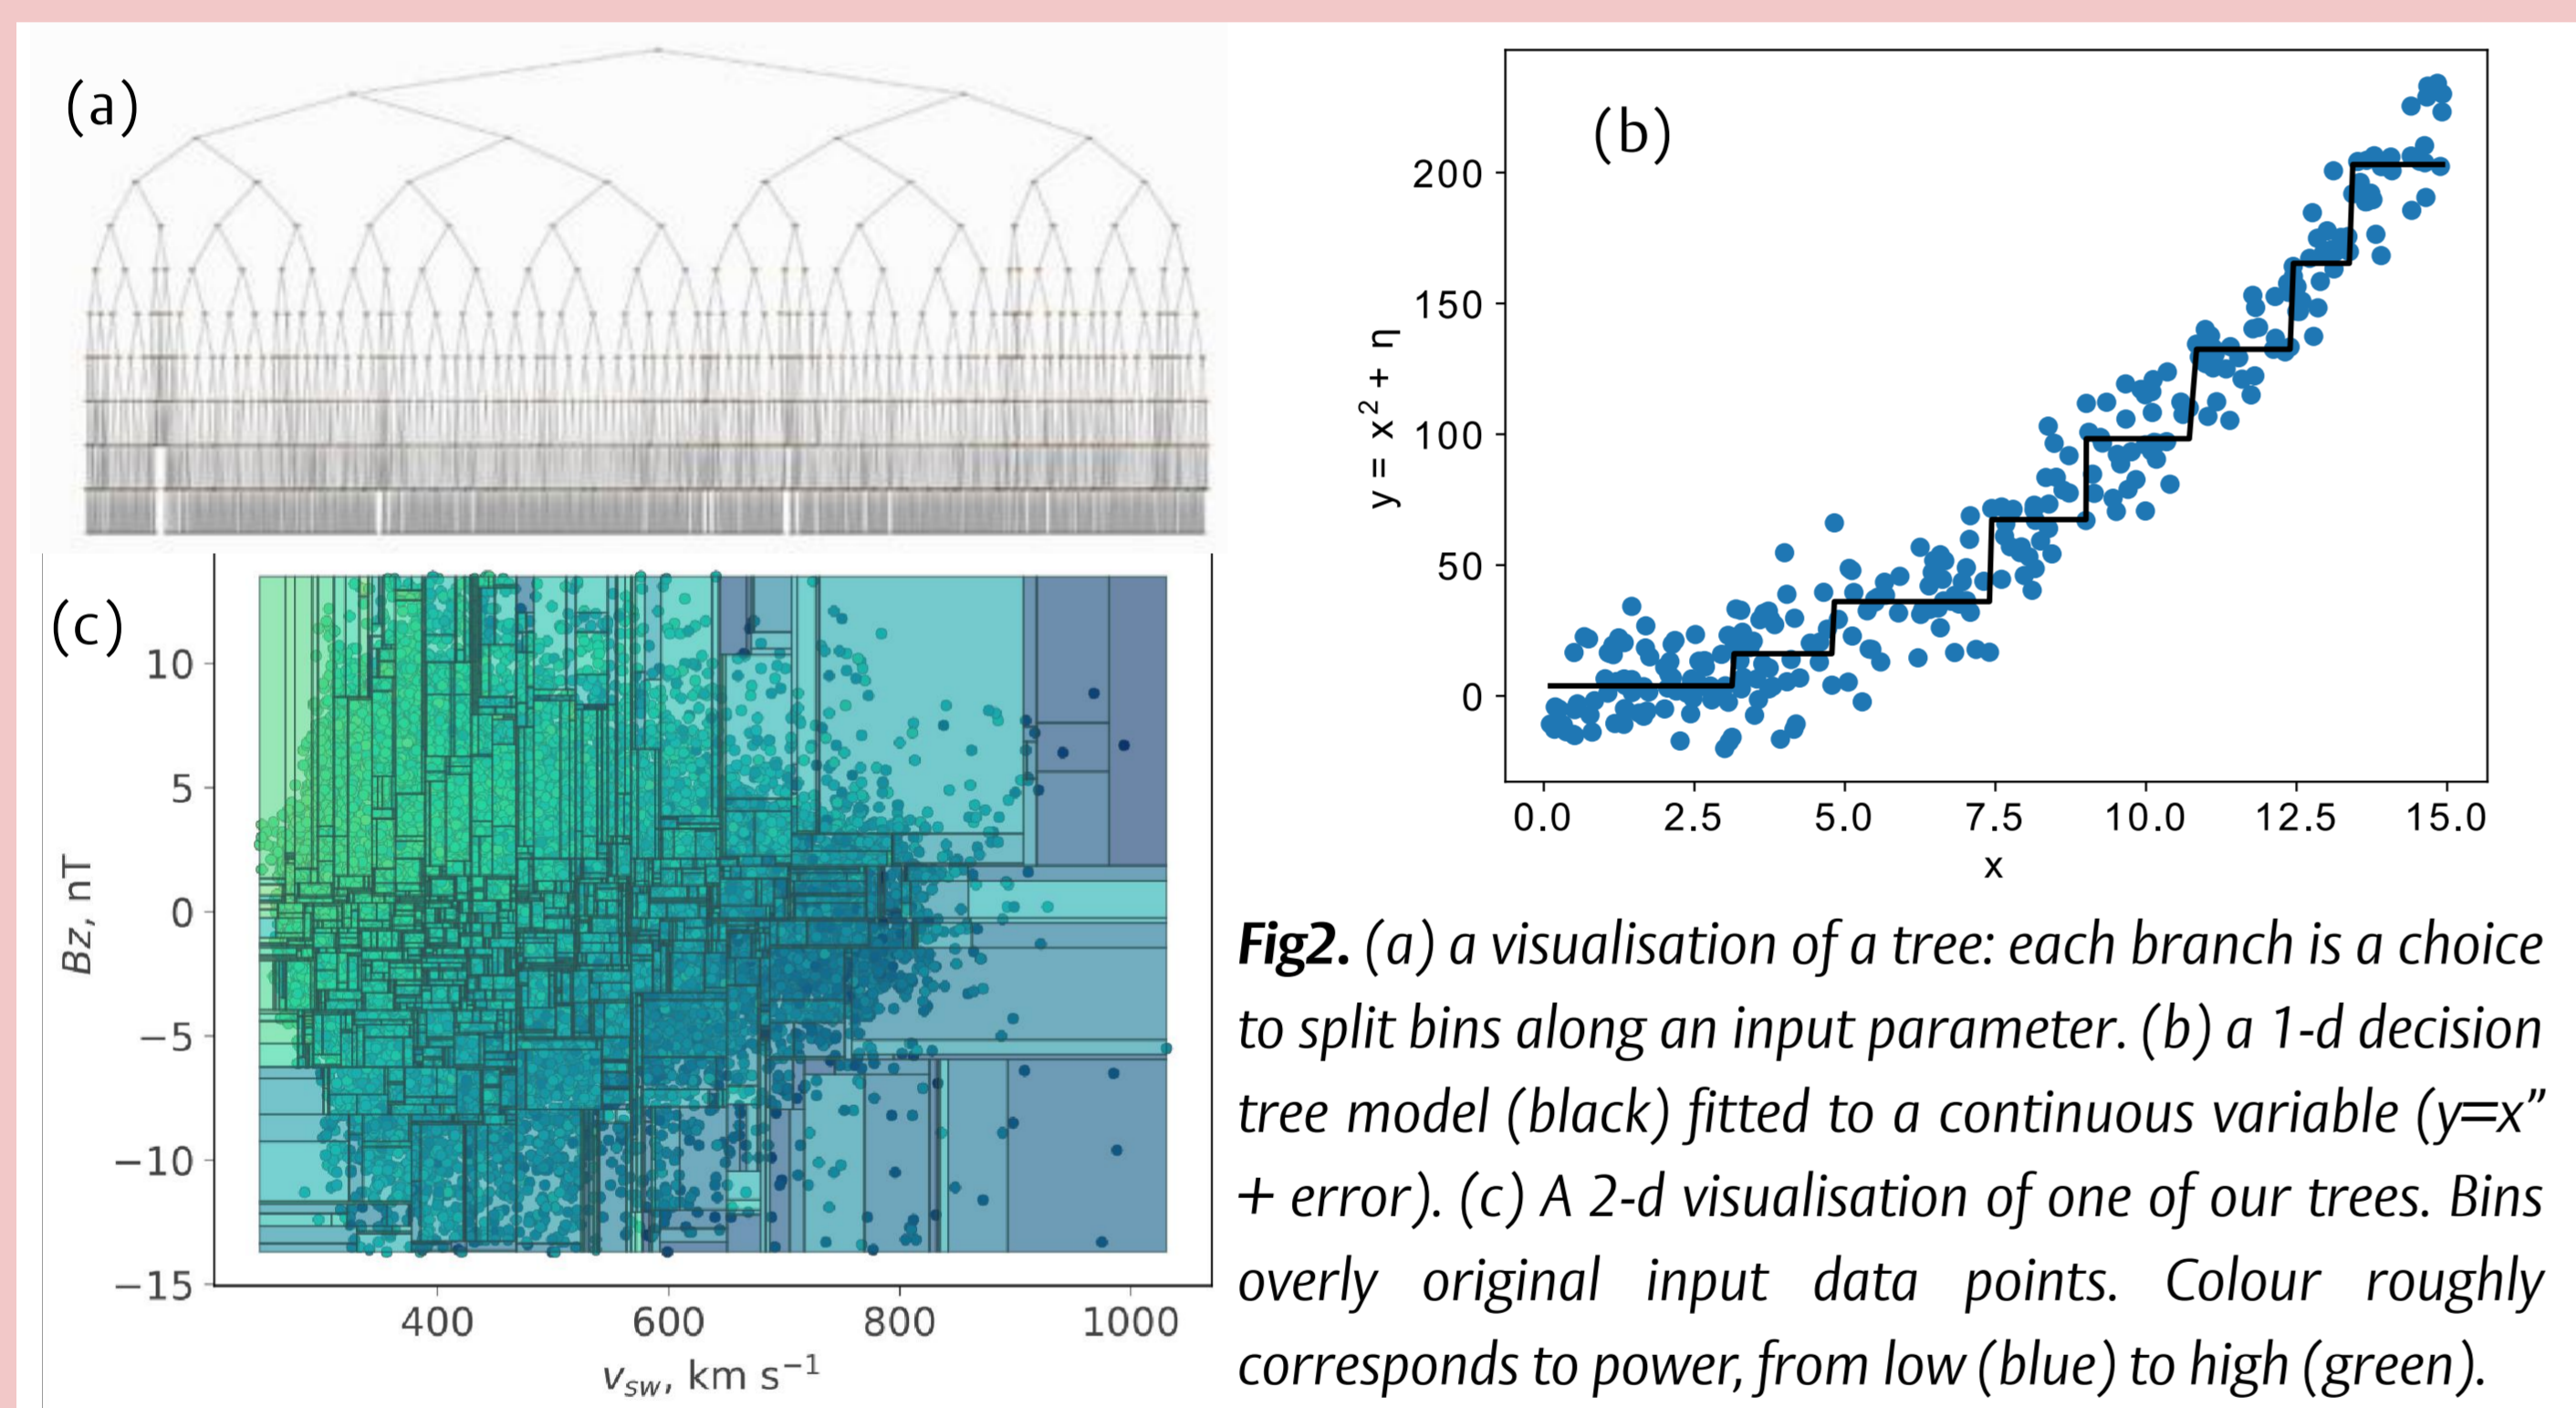 (a)
(b)
200
150
100
50
0
y = x² + η
0.0 2.5 5.0 7.5 10.0 12.5 15.0
x
(c)
10
5
0
−5
−10
−15
Bz, nT
400 600 800 1000
vsw, km s⁻¹
Fig2. (a) a visualisation of a tree: each branch is a choice
to split bins along an input parameter. (b) a 1-d decision
tree model (black) fitted to a continuous variable (y=x”
+ error). (c) A 2-d visualisation of one of our trees. Bins
overly original input data points. Colour roughly
corresponds to power, from low (blue) to high (green).